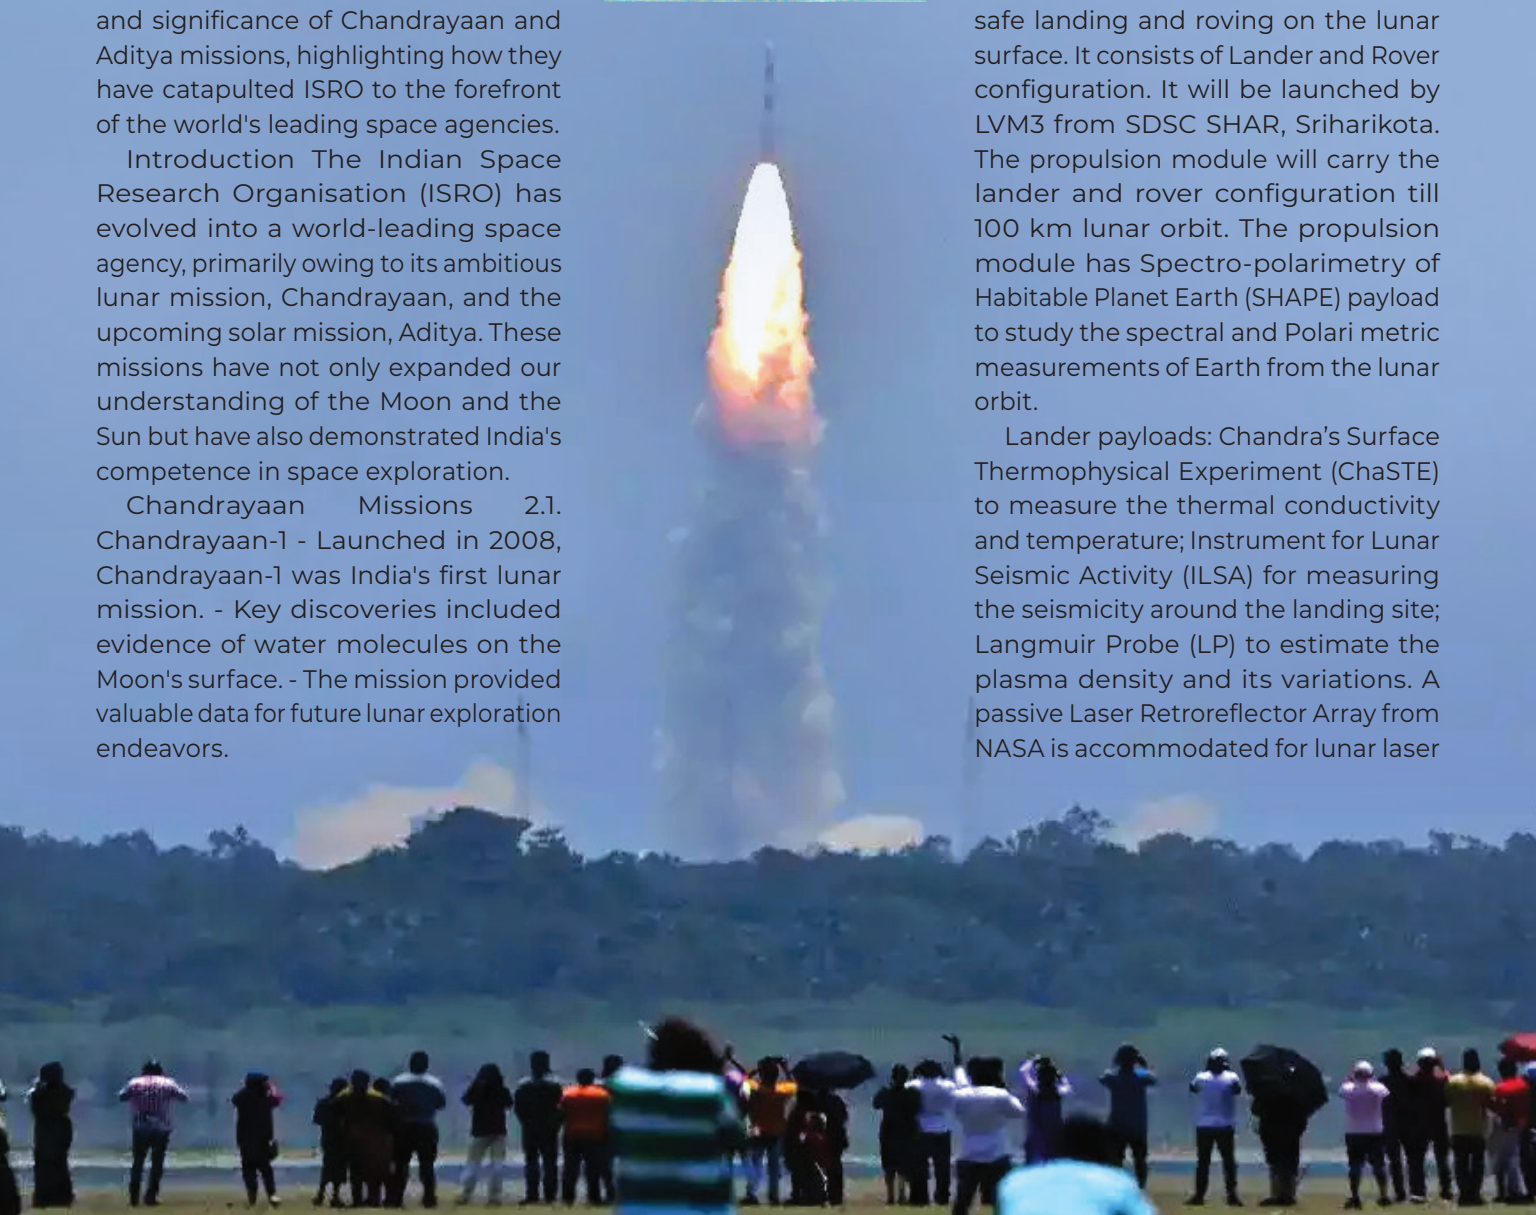 and significance of Chandrayaan and
Aditya missions, highlighting how they
have catapulted ISRO to the forefront
of the world's leading space agencies.
Introduction The Indian Space
Research Organisation (ISRO) has
evolved into a world-leading space
agency, primarily owing to its ambitious
lunar mission, Chandrayaan, and the
upcoming solar mission, Aditya. These
missions have not only expanded our
understanding of the Moon and the
Sun but have also demonstrated India's
competence in space exploration.
Chandrayaan Missions 2.1.
Chandrayaan-1 - Launched in 2008,
Chandrayaan-1 was India's first lunar
mission. - Key discoveries included
evidence of water molecules on the
Moon's surface. - The mission provided
valuable data for future lunar exploration
endeavors.
safe landing and roving on the lunar
surface. It consists of Lander and Rover
configuration. It will be launched by
LVM3 from SDSC SHAR, Sriharikota.
The propulsion module will carry the
lander and rover configuration till
100 km lunar orbit. The propulsion
module has Spectro-polarimetry of
Habitable Planet Earth (SHAPE) payload
to study the spectral and Polari metric
measurements of Earth from the lunar
orbit.
Lander payloads: Chandra’s Surface
Thermophysical Experiment (ChaSTE)
to measure the thermal conductivity
and temperature; Instrument for Lunar
Seismic Activity (ILSA) for measuring
the seismicity around the landing site;
Langmuir Probe (LP) to estimate the
plasma density and its variations. A
passive Laser Retroreflector Array from
NASA is accommodated for lunar laser